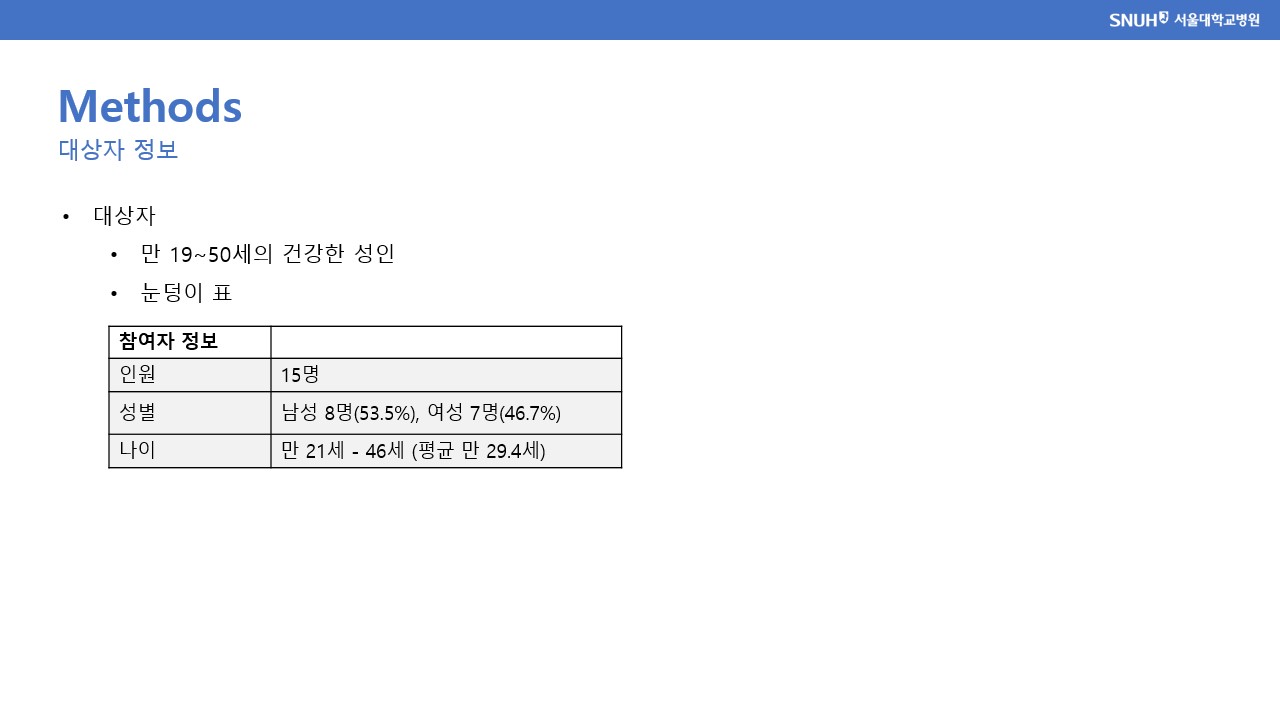 SNUH 서울대학교병원
Methods
대상자 정보
• 대상자
• 만 19~50세의 건강한 성인
• 눈덩이 표
참여자 정보
인원 15명
성별 남성 8명(53.5%), 여성 7명(46.7%)
나이 만 21세 - 46세 (평균 만 29.4세)